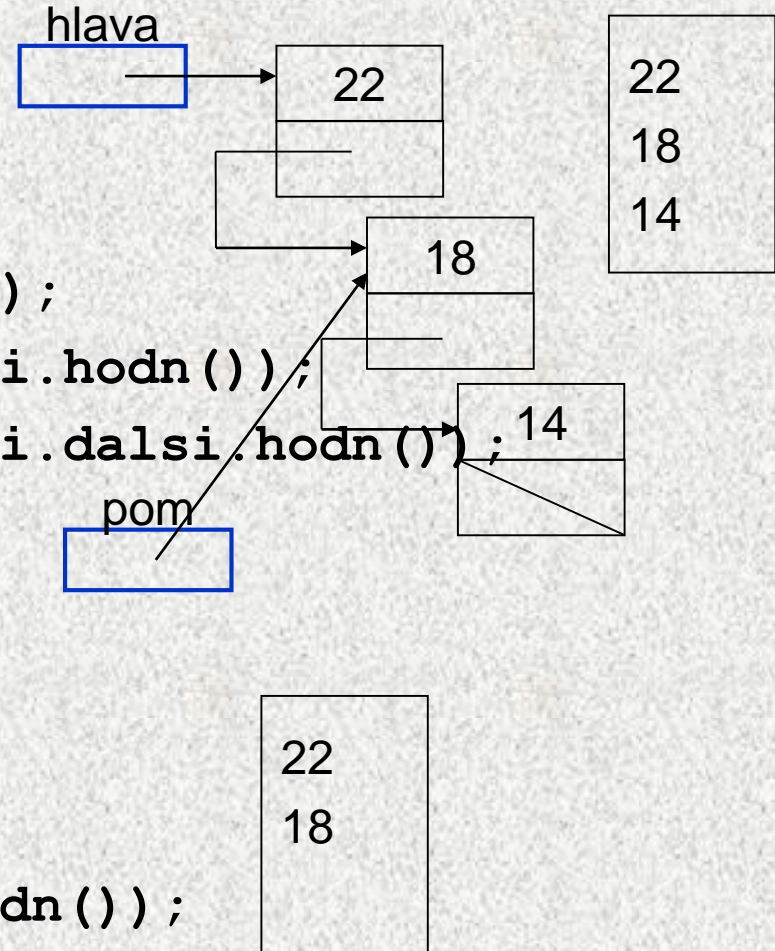 hlava
22
22
18
14
18
);
i.hodn());
14
i.dalsi.hodn());
pom
22
18
dn());